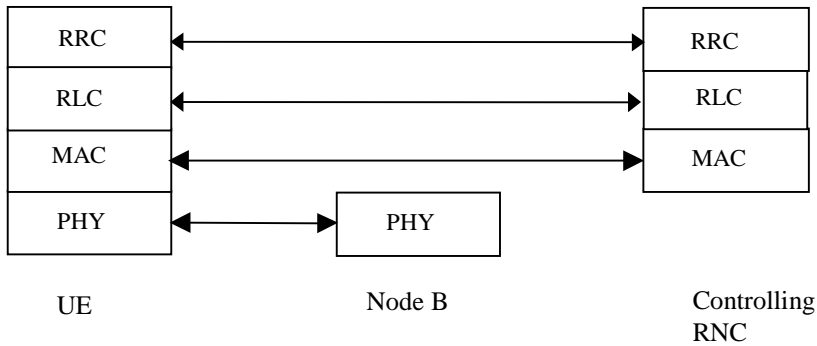 RRC
RRC
RLC
RLC
MAC
MAC
PHY
PHY
UE
Node B
Controlling
RNC